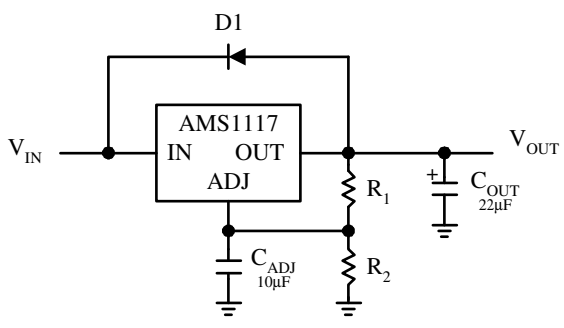 D1
AMS1117
V_IN
IN OUT
V_OUT
ADJ
+
R_1
C_OUT
22µF
C_ADJ
10µF
R_2